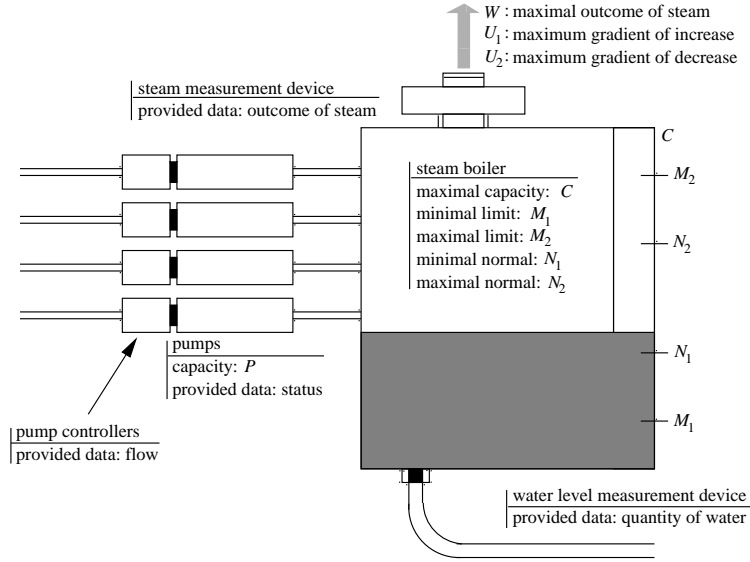 W : maximal outcome of steam
U1 : maximum gradient of increase
U2 : maximum gradient of decrease
steam measurement device
provided data: outcome of steam
C
steam boiler
maximal capacity: C
minimal limit: M1
maximal limit: M2
minimal normal: N1
maximal normal: N2
M2
N2
N1
M1
pumps
capacity: P
provided data: status
pump controllers
provided data: flow
water level measurement device
provided data: quantity of water